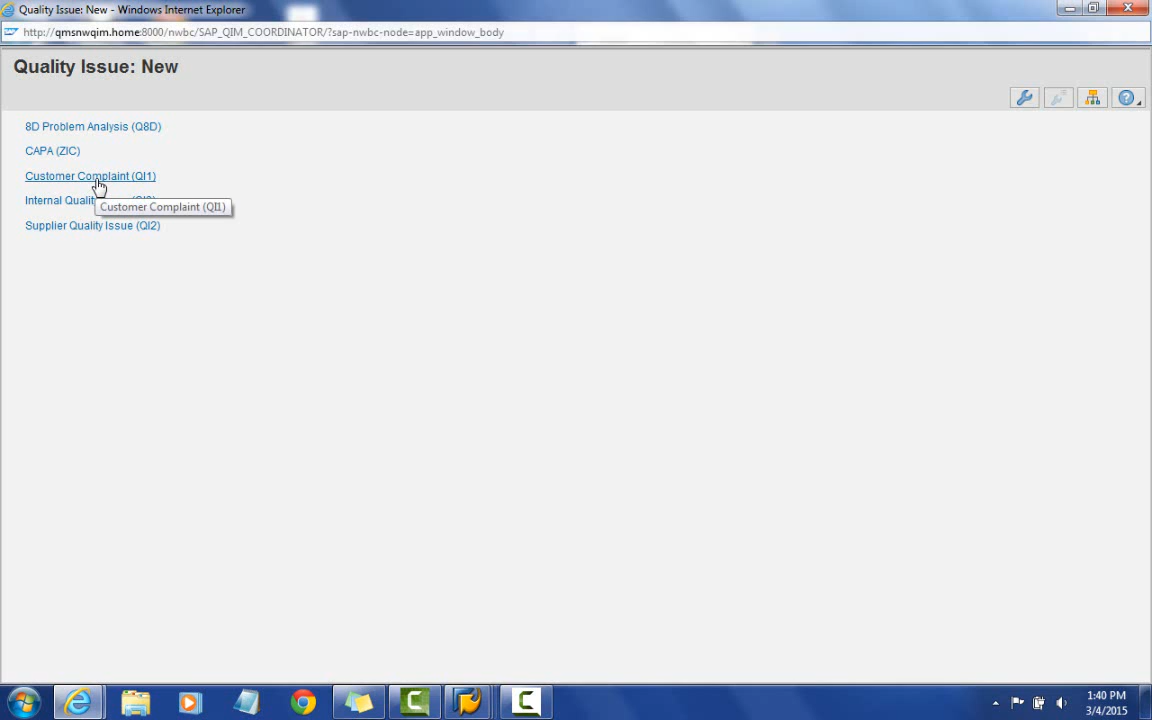 Quality Issue: New - Windows Internet Explorer
http://qmsnwqim.home:8000/nwbc/SAP_QIM_COORDINATOR/?sap-nwbc-node=app_window_body
Quality Issue: New
8D Problem Analysis (Q8D)
CAPA (ZIC)
Customer Complaint (QI1)
Internal Qualit
Customer Complaint (QI1)
Supplier Quality Issue (QI2)
1:40 PM
3/4/2015